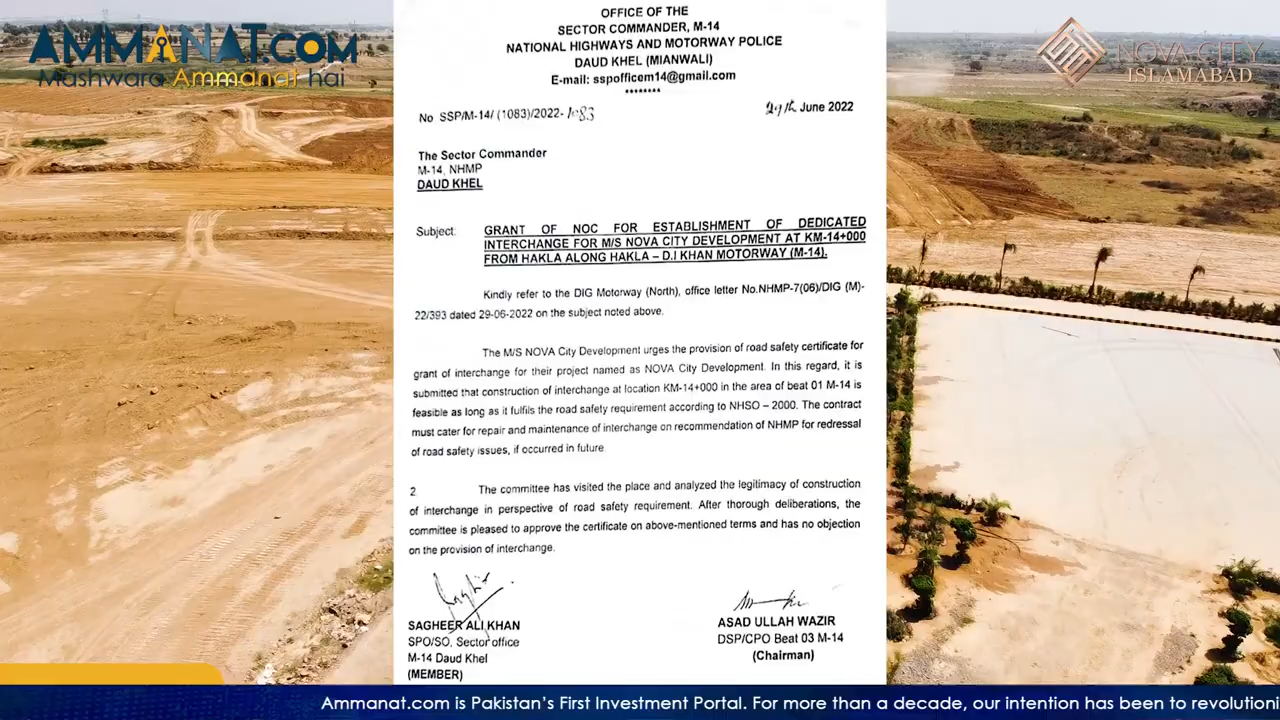 AMMANAT.COM
Mashwara Ammanat hai
NOVA CITY
ISLAMABAD
OFFICE OF THE
SECTOR COMMANDER, M-14
NATIONAL HIGHWAYS AND MOTORWAY POLICE
DAUD KHEL (MIANWALI)
E-mail: sspofficem14@gmail.com
********
No SSP/M-14/ (1083)/2022-1083
29th June 2022
The Sector Commander
M-14, NHMP
DAUD KHEL
Subject: GRANT OF NOC FOR ESTABLISHMENT OF DEDICATED
INTERCHANGE FOR M/S NOVA CITY DEVELOPMENT AT KM-14+000
FROM HAKLA ALONG HAKLA – D.I KHAN MOTORWAY (M-14).
Kindly refer to the DIG Motorway (North), office letter No.NHMP-7(06)/DIG (M)-
22/393 dated 29-06-2022 on the subject noted above.
The M/S NOVA City Development urges the provision of road safety certificate for
grant of interchange for their project named as NOVA City Development. In this regard, it is
submitted that construction of interchange at location KM-14+000 in the area of beat 01 M-14 is
feasible as long as it fulfils the road safety requirement according to NHSO – 2000. The contract
must cater for repair and maintenance of interchange on recommendation of NHMP for redressal
of road safety issues, if occurred in future
2 The committee has visited the place and analyzed the legitimacy of construction
of interchange in perspective of road safety requirement. After thorough deliberations, the
committee is pleased to approve the certificate on above-mentioned terms and has no objection
on the provision of interchange.
SAGHEER ALI KHAN
SPO/SO, Sector office
M-14 Daud Khel
(MEMBER)
ASAD ULLAH WAZIR
DSP/CPO Beat 03 M-14
(Chairman)
Ammanat.com is Pakistan's First Investment Portal. For more than a decade, our intention has been to revolutioni